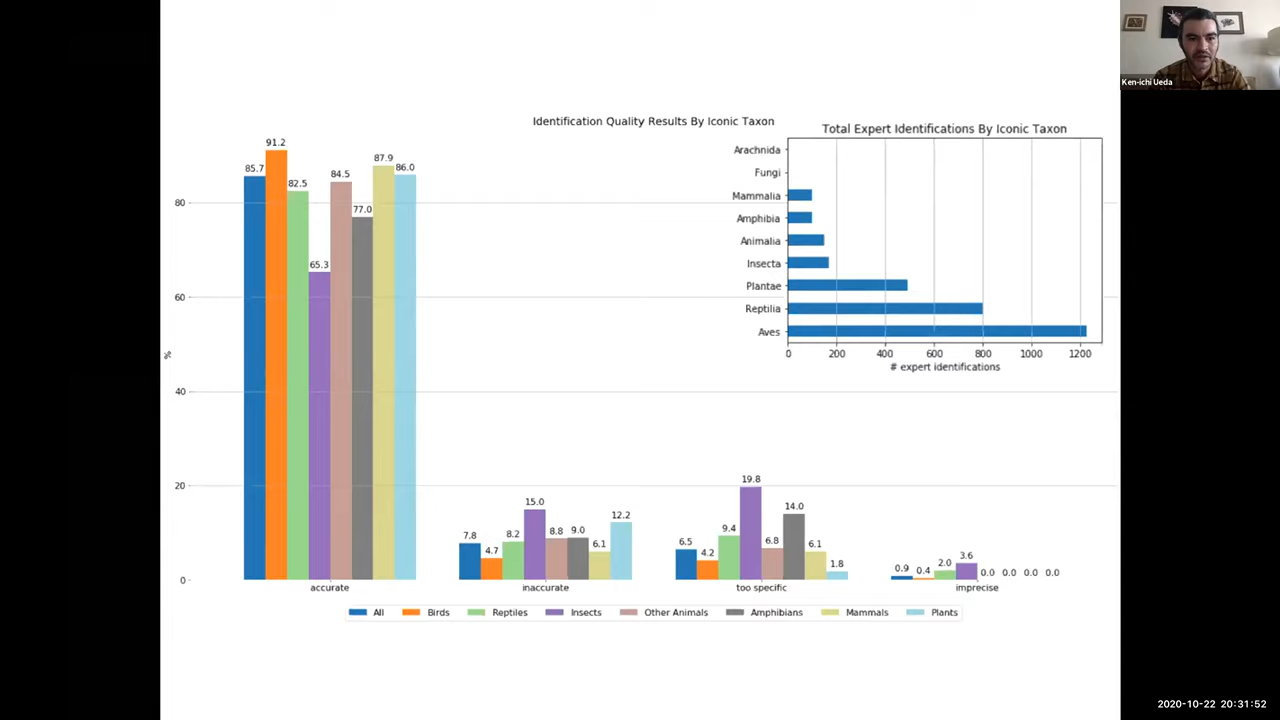 Ken-ichi Ueda
Identification Quality Results By Iconic Taxon
Total Expert Identifications By Iconic Taxon
Arachnida
Fungi
Mammalia
Amphibia
Animalia
Insecta
Plantae
Reptilia
Aves
0 200 400 600 800 1000 1200
# expert identifications
%
80
60
40
20
0
85.7 91.2 82.5 65.3 84.5 77.0 87.9 86.0
7.8 4.7 8.2 15.0 8.8 9.0 6.1 12.2
6.5 4.2 9.4 19.8 6.8 14.0 6.1 1.8
0.9 0.4 2.0 3.6 0.0 0.0 0.0 0.0
accurate inaccurate too specific imprecise
All Birds Reptiles Insects Other Animals Amphibians Mammals Plants
2020-10-22 20:31:52